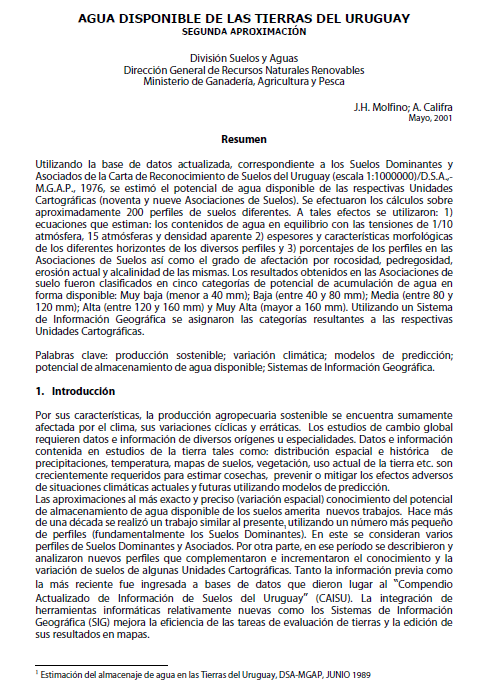 AGUA DISPONIBLE DE LAS TIERRAS DEL URUGUAY
SEGUNDA APROXIMACIÓN
División Suelos y Aguas
Dirección General de Recursos Naturales Renovables
Ministerio de Ganadería, Agricultura y Pesca
J.H. Molfino; A. Califra
Mayo, 2001
Resumen
Utilizando la base de datos actualizada, correspondiente a los Suelos Dominantes y
Asociados de la Carta de Reconocimiento de Suelos del Uruguay (escala 1:1000000)/D.S.A.,-
M.G.A.P., 1976, se estimó el potencial de agua disponible de las respectivas Unidades
Cartográficas (noventa y nueve Asociaciones de Suelos). Se efectuaron los cálculos sobre
aproximadamente 200 perfiles de suelos diferentes. A tales efectos se utilizaron: 1)
ecuaciones que estiman: los contenidos de agua en equilibrio con las tensiones de 1/10
atmósfera, 15 atmósferas y densidad aparente 2) espesores y características morfológicas
de los diferentes horizontes de los diversos perfiles y 3) porcentajes de los perfiles en las
Asociaciones de Suelos así como el grado de afectación por rocosidad, pedregosidad,
erosión actual y alcalinidad de las mismas. Los resultados obtenidos en las Asociaciones de
suelo fueron clasificados en cinco categorías de potencial de acumulación de agua en
forma disponible: Muy baja (menor a 40 mm); Baja (entre 40 y 80 mm); Media (entre 80 y
120 mm); Alta (entre 120 y 160 mm) y Muy Alta (mayor a 160 mm). Utilizando un Sistema
de Información Geográfica se asignaron las categorías resultantes a las respectivas
Unidades Cartográficas.
Palabras clave: producción sostenible; variación climática; modelos de predicción;
potencial de almacenamiento de agua disponible; Sistemas de Información Geográfica.
1. Introducción
Por sus características, la producción agropecuaria sostenible se encuentra sumamente
afectada por el clima, sus variaciones cíclicas y erráticas. Los estudios de cambio global
requieren datos e información de diversos orígenes u especialidades. Datos e información
contenida en estudios de la tierra tales como: distribución espacial e histórica de
precipitaciones, temperatura, mapas de suelos, vegetación, uso actual de la tierra etc. son
crecientemente requeridos para estimar cosechas, prevenir o mitigar los efectos adversos
de situaciones climáticas actuales y futuras utilizando modelos de predicción.
Las aproximaciones al más exacto y preciso (variación espacial) conocimiento del potencial
de almacenamiento de agua disponible de los suelos amerita nuevos trabajos. Hace más
de una década se realizó un trabajo similar al presente, utilizando un número más pequeño
de perfiles (fundamentalmente los Suelos Dominantes). En este se consideran varios
perfiles de Suelos Dominantes y Asociados. Por otra parte, en ese período se describieron y
analizaron nuevos perfiles que complementaron e incrementaron el conocimiento y la
variación de suelos de algunas Unidades Cartográficas. Tanto la información previa como
la más reciente fue ingresada a bases de datos que dieron lugar al "Compendio
Actualizado de Información de Suelos del Uruguay" (CAISU). La integración de
herramientas informáticas relativamente nuevas como los Sistemas de Información
Geográfica (SIG) mejora la eficiencia de las tareas de evaluación de tierras y la edición de
sus resultados en mapas.
1 Estimación del almacenaje de agua en las Tierras del Uruguay, DSA-MGAP, JUNIO 1989